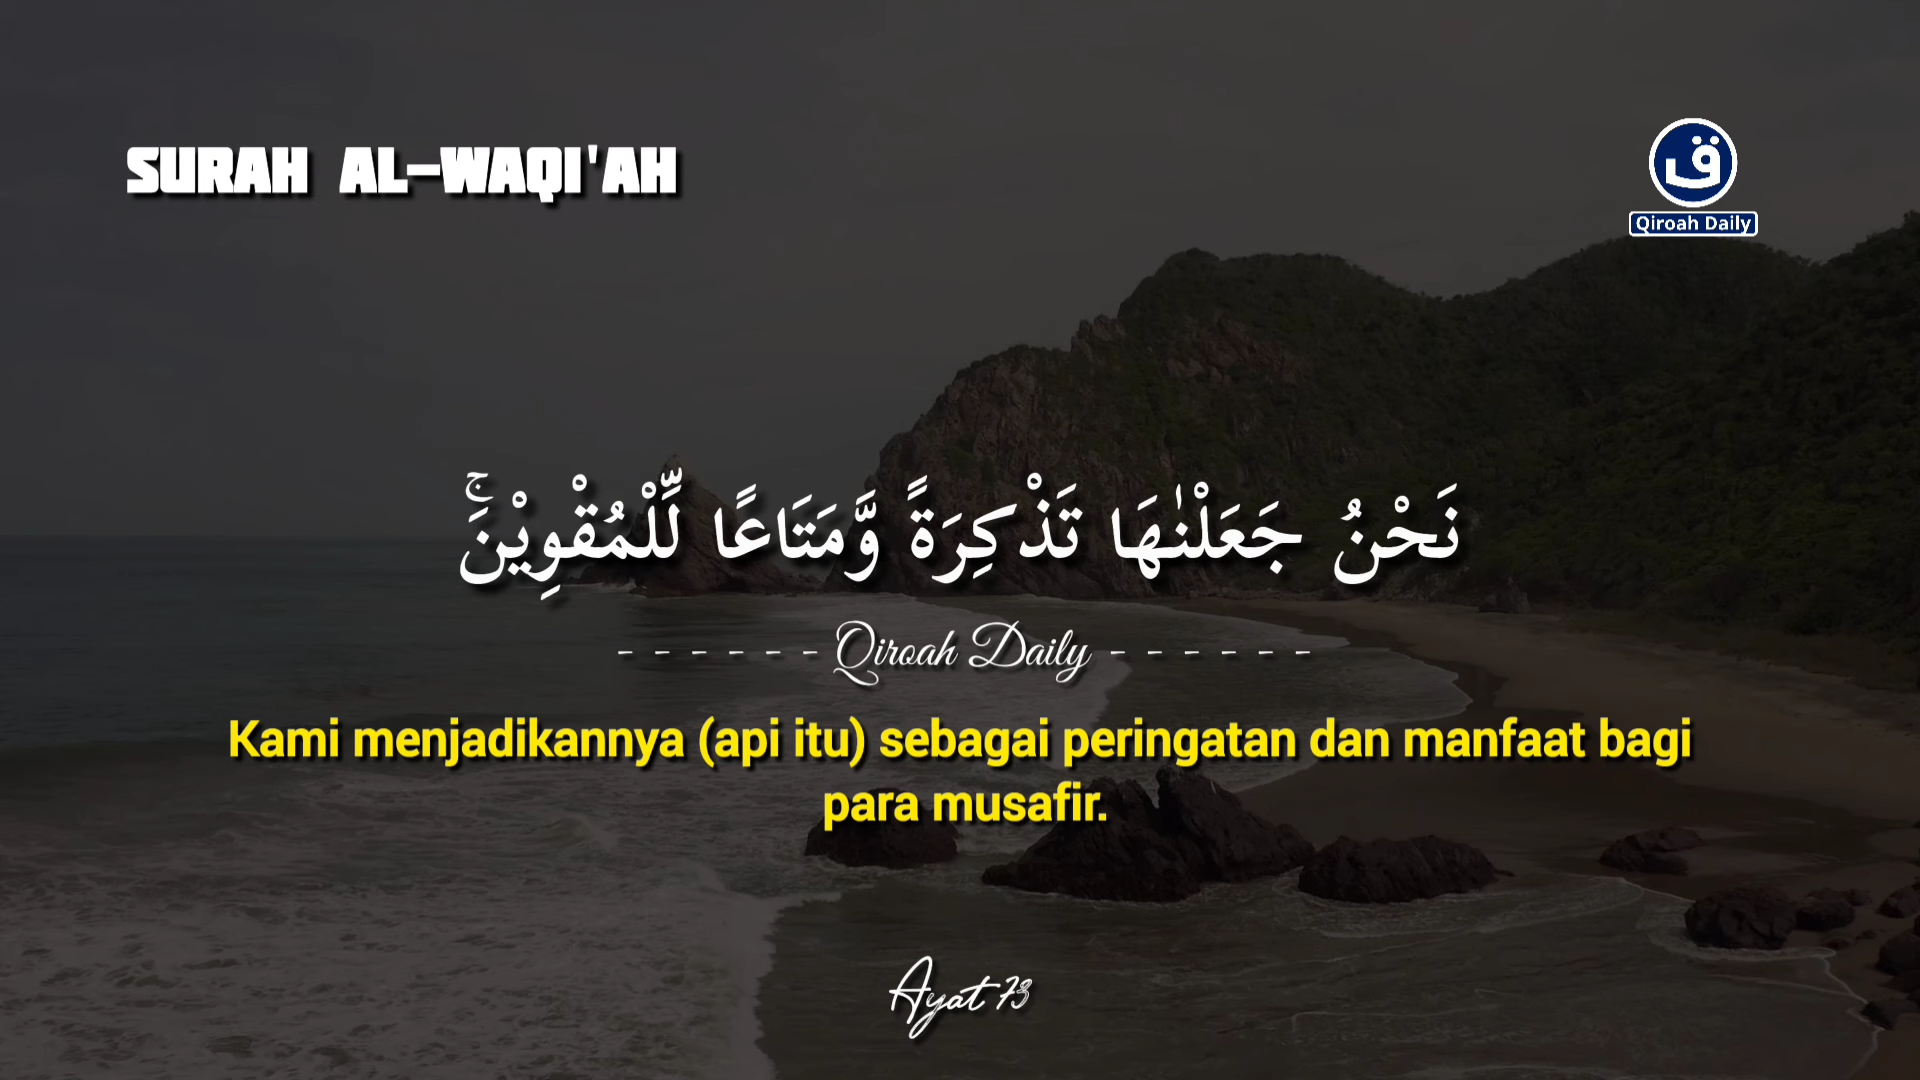 SURAH AL-WAQI'AH
ق
Qiroah Daily
نَحْنُ جَعَلْنٰهَا تَذْكِرَةً وَّمَتَاعًا لِّلْمُقْوِيْنَۚ
- - - - - - Qiroah Daily - - - - - -
Kami menjadikannya (api itu) sebagai peringatan dan manfaat bagi
para musafir.
Ayat 73